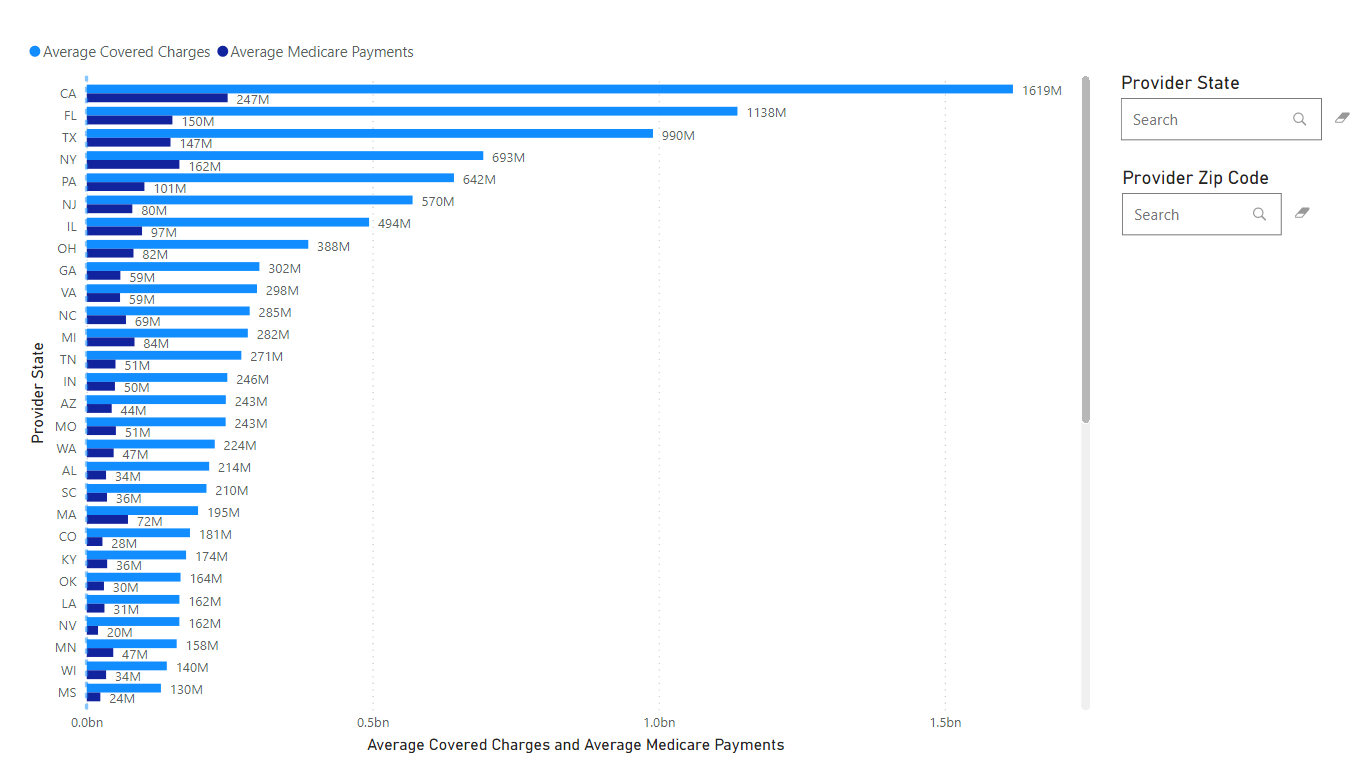 Average Covered Charges Average Medicare Payments
Provider State
CA 1619M
247M
FL 1138M
150M
TX 990M
147M
NY 693M
162M
PA 642M
101M
NJ 570M
80M
IL 494M
97M
OH 388M
82M
GA 302M
59M
VA 298M
59M
NC 285M
69M
MI 282M
84M
TN 271M
51M
IN 246M
50M
AZ 243M
44M
MO 243M
51M
WA 224M
47M
AL 214M
34M
SC 210M
36M
MA 195M
72M
CO 181M
28M
KY 174M
36M
OK 164M
30M
LA 162M
31M
NV 162M
20M
MN 158M
47M
WI 140M
34M
MS 130M
24M
0.0bn 0.5bn 1.0bn 1.5bn
Average Covered Charges and Average Medicare Payments
Provider State
Search
Provider Zip Code
Search